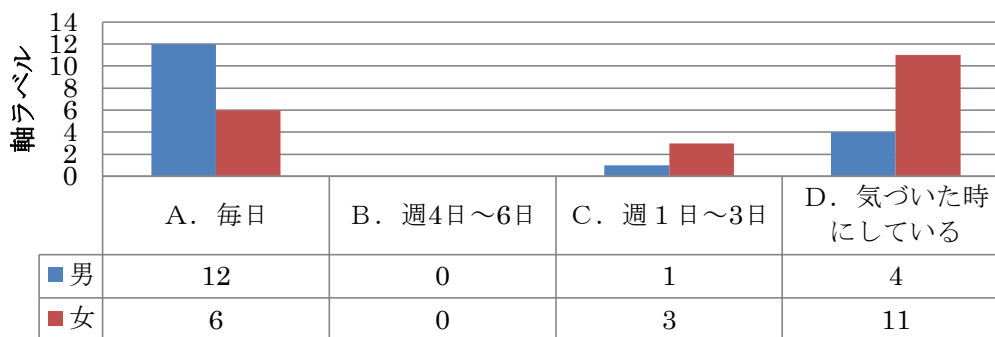 14
12
10
8
6
4
2
0
軸ラベル
A．毎日
B．週4日～6日
C．週１日～3日
D．気づいた時
にしている
男 12 0 1 4
女 6 0 3 11